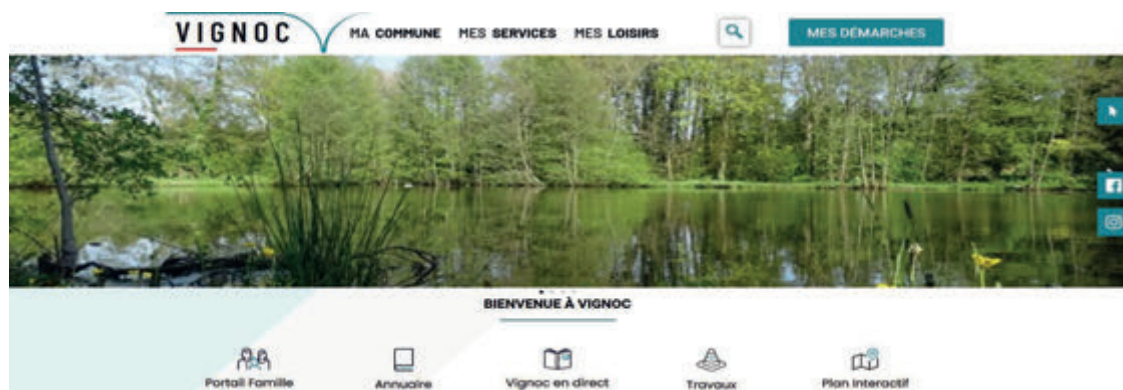 VIGNOC
MA COMMUNE MES SERVICES MES LOISIRS
MES DÉMARCHES
BIENVENUE À VIGNOC
Portail Famille
Annuaire
Vignoc en direct
Travaux
Plan Interactif